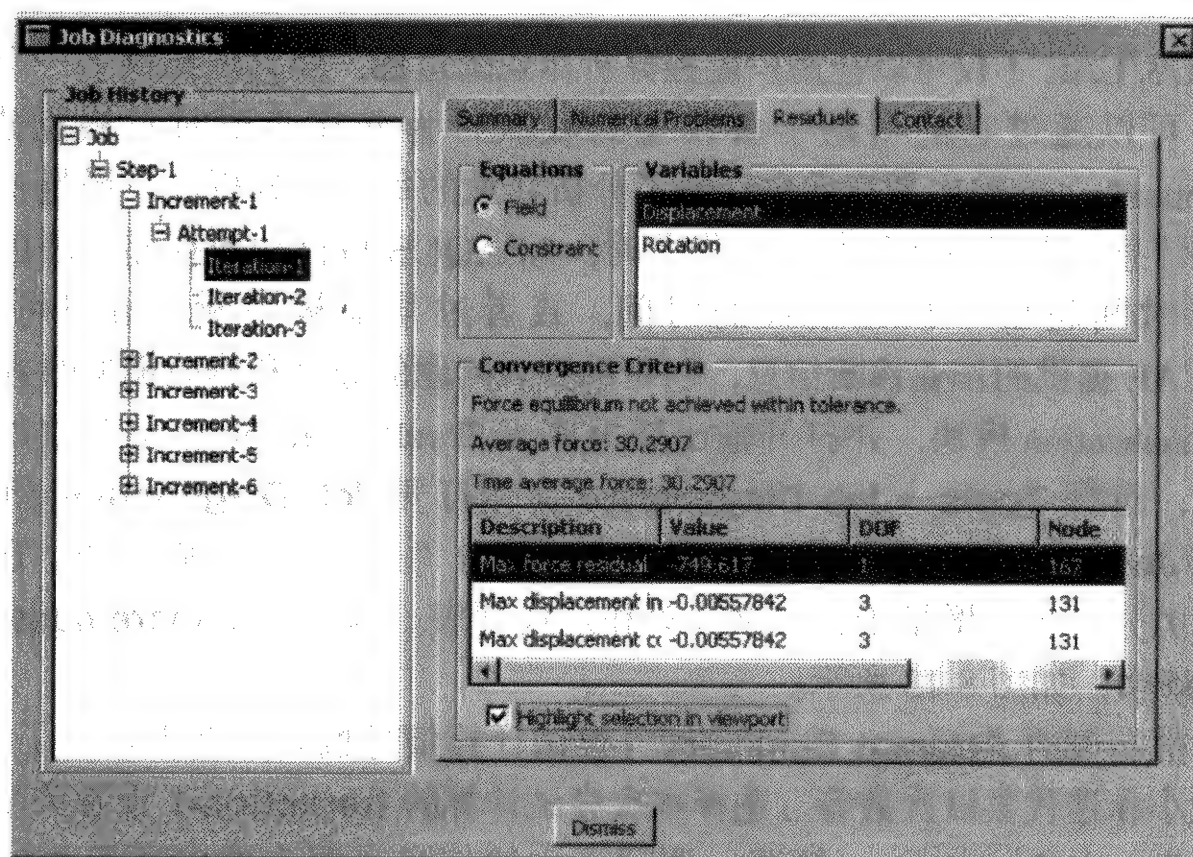 Job Diagnostics
Job History
Job
Step-1
Increment-1
Attempt-1
Iteration-1
Iteration-2
Iteration-3
Increment-2
Increment-3
Increment-4
Increment-5
Increment-6
Summary Numerical Problems Residuals Contact
Equations
Field
Constraint
Variables
Displacement
Rotation
Convergence Criteria
Force equilibrium not achieved within tolerance.
Average force: 30.2907
Time average force: 30.2907
Description Value DOF Node
Max force residual -749.617 1 167
Max displacement in -0.00557842 3 131
Max displacement cc -0.00557842 3 131
Highlight selection in viewport
Dismiss